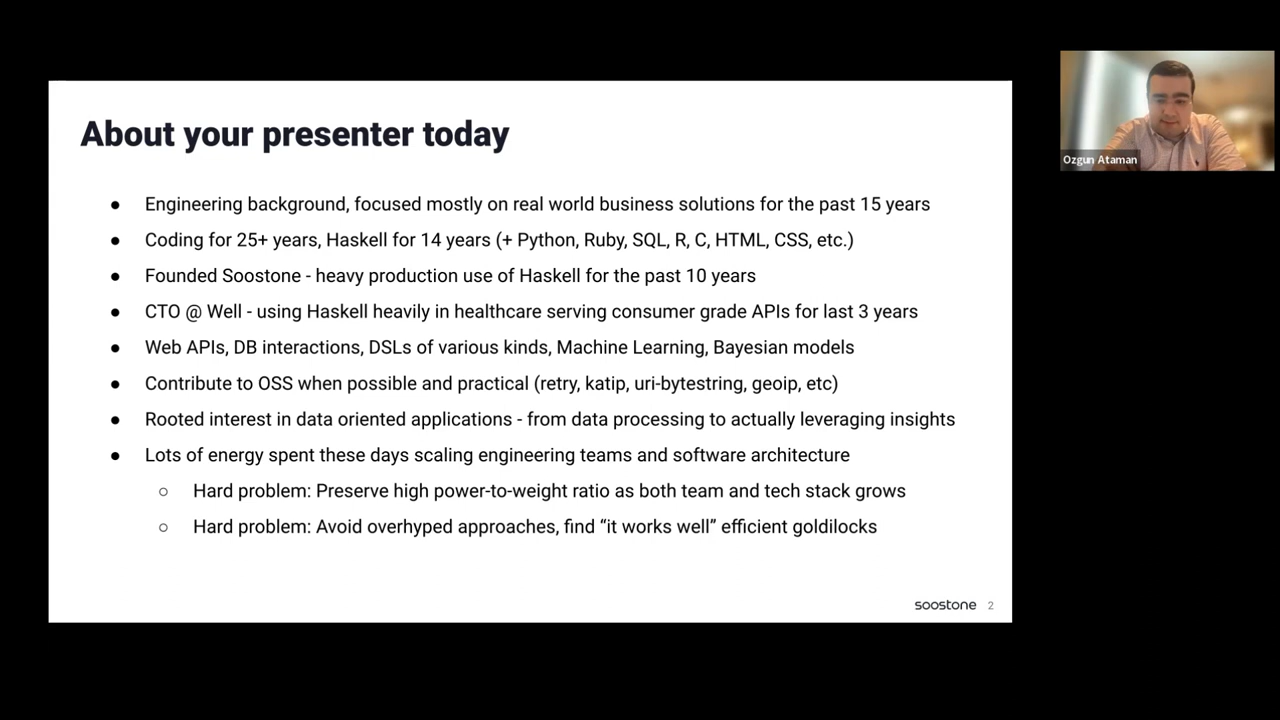 About your presenter today
● Engineering background, focused mostly on real world business solutions for the past 15 years
● Coding for 25+ years, Haskell for 14 years (+ Python, Ruby, SQL, R, C, HTML, CSS, etc.)
● Founded Soostone - heavy production use of Haskell for the past 10 years
● CTO @ Well - using Haskell heavily in healthcare serving consumer grade APIs for last 3 years
● Web APIs, DB interactions, DSLs of various kinds, Machine Learning, Bayesian models
● Contribute to OSS when possible and practical (retry, katip, uri-bytestring, geoip, etc)
● Rooted interest in data oriented applications - from data processing to actually leveraging insights
● Lots of energy spent these days scaling engineering teams and software architecture
○ Hard problem: Preserve high power-to-weight ratio as both team and tech stack grows
○ Hard problem: Avoid overhyped approaches, find “it works well” efficient goldilocks
soostone 2
Ozgun Ataman